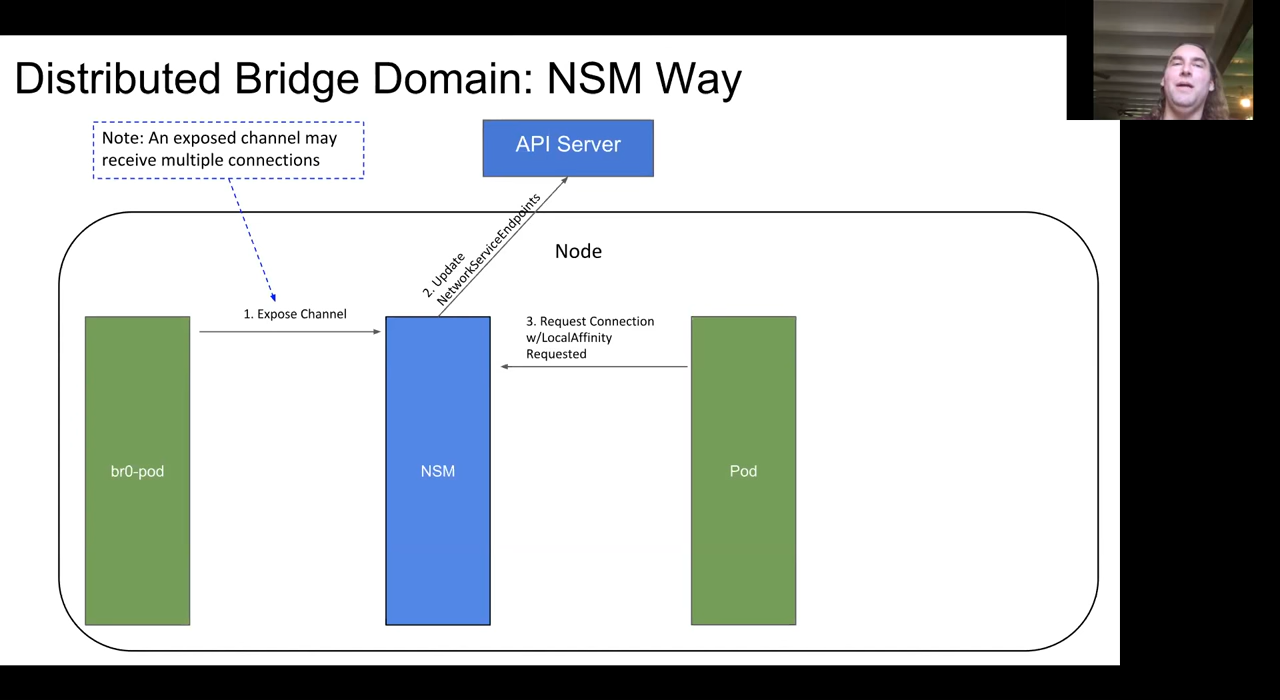 Distributed Bridge Domain: NSM Way
Note: An exposed channel may
receive multiple connections
API Server
Node
2. Update
NetworkServiceEndpoints
1. Expose Channel
3. Request Connection
w/LocalAffinity
Requested
br0-pod
NSM
Pod